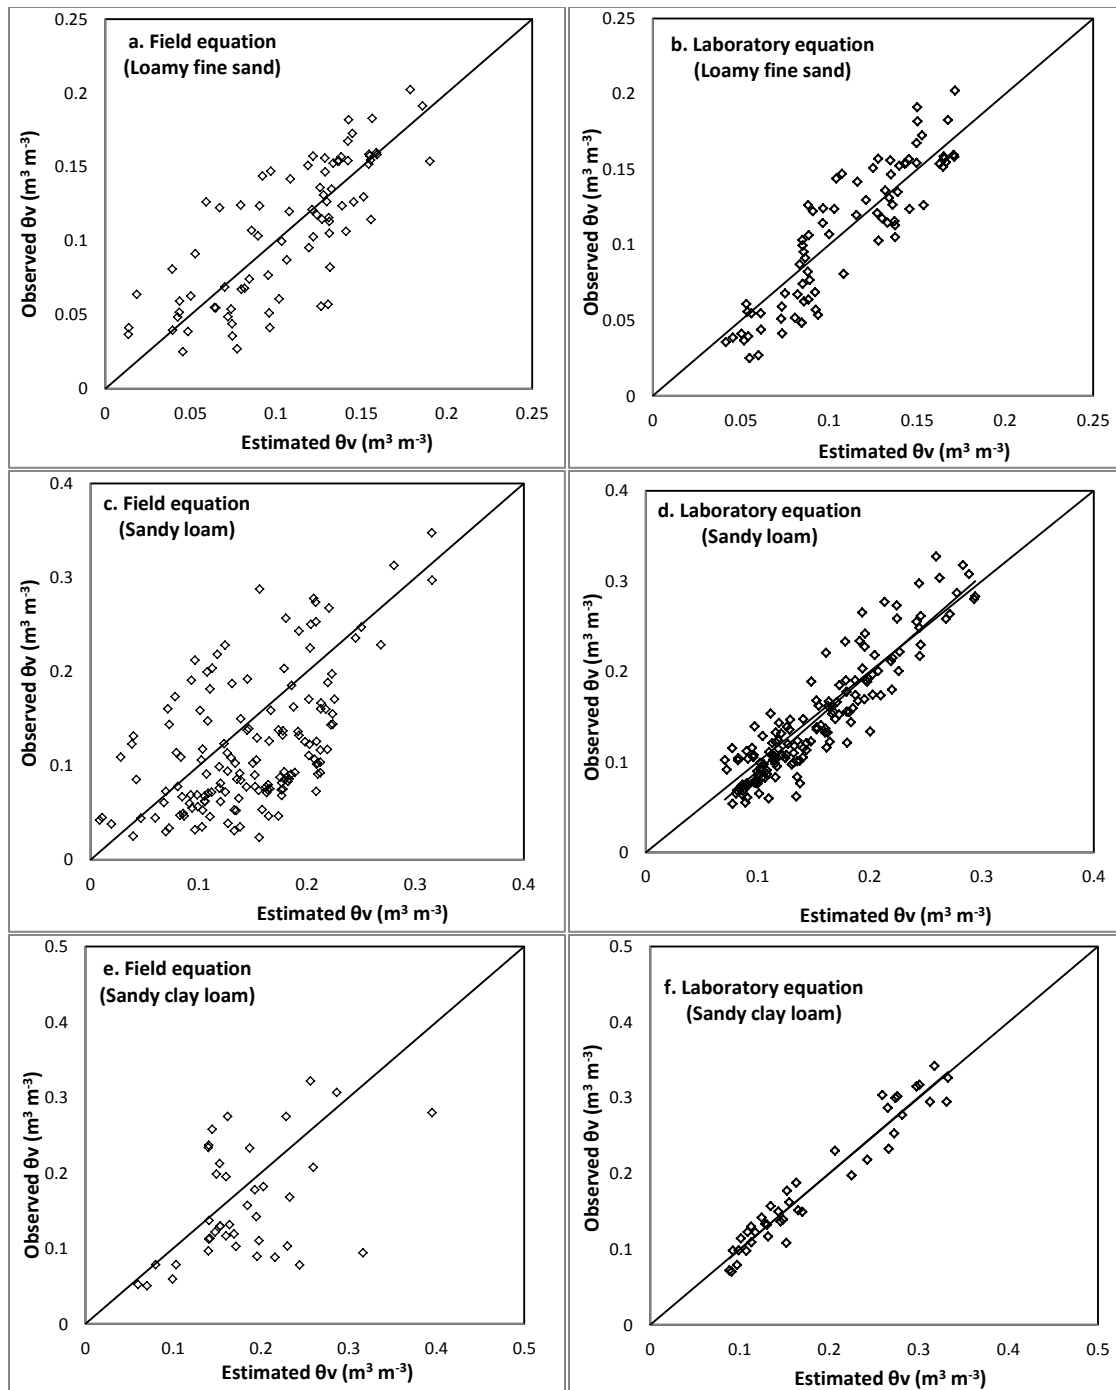 a. Field equation
(Loamy fine sand)
Observed θv (m³ m⁻³)
0.25
0.2
0.15
0.1
0.05
0
0 0.05 0.1 0.15 0.2 0.25
Estimated θv (m³ m⁻³)
b. Laboratory equation
(Loamy fine sand)
Observed θv (m³ m⁻³)
0.25
0.2
0.15
0.1
0.05
0
0 0.05 0.1 0.15 0.2 0.25
Estimated θv (m³ m⁻³)
c. Field equation
(Sandy loam)
Observed θv (m³ m⁻³)
0.4
0.3
0.2
0.1
0
0 0.1 0.2 0.3 0.4
Estimated θv (m³ m⁻³)
d. Laboratory equation
(Sandy loam)
Observed θv (m³ m⁻³)
0.4
0.3
0.2
0.1
0
0 0.1 0.2 0.3 0.4
Estimated θv (m³ m⁻³)
e. Field equation
(Sandy clay loam)
Observed θv (m³ m⁻³)
0.5
0.4
0.3
0.2
0.1
0
0 0.1 0.2 0.3 0.4 0.5
Estimated θv (m³ m⁻³)
f. Laboratory equation
(Sandy clay loam)
Observed θv (m³ m⁻³)
0.5
0.4
0.3
0.2
0.1
0
0 0.1 0.2 0.3 0.4 0.5
Estimated θv (m³ m⁻³)